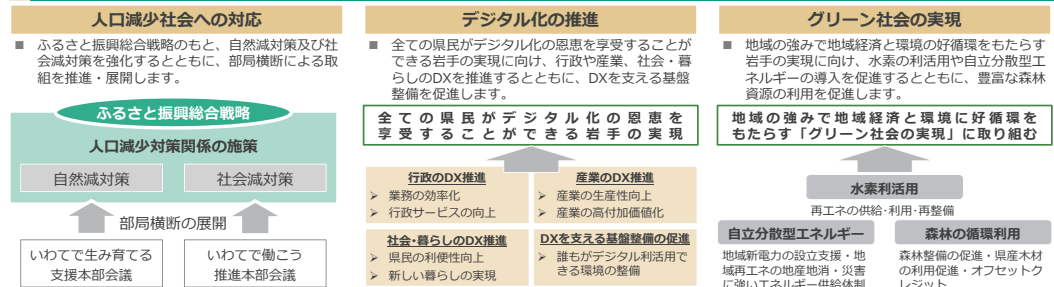 人口減少社会への対応
■ ふるさと振興総合戦略のもと、自然減対策及び社
会減対策を強化するとともに、部局横断による取
組を推進・展開します。
ふるさと振興総合戦略
人口減少対策関係の施策
自然減対策
社会減対策
部局横断の展開
いわてで生み育てる
支援本部会議
いわてで働こう
推進本部会議
デジタル化の推進
■ 全ての県民がデジタル化の恩恵を享受することが
できる岩手の実現に向け、行政や産業、社会・暮
らしのDXを推進するとともに、DXを支える基盤
整備を促進します。
全ての県民がデジタル化の恩恵を
享受することができる岩手の実現
行政のDX推進
➢ 業務の効率化
➢ 行政サービスの向上
産業のDX推進
➢ 産業の生産性向上
➢ 産業の高付加価値化
社会・暮らしのDX推進
➢ 県民の利便性向上
➢ 新しい暮らしの実現
DXを支える基盤整備の促進
➢ 誰もがデジタル利活用で
きる環境の整備
グリーン社会の実現
■ 地域の強みで地域経済と環境の好循環をもたらす
岩手の実現に向け、水素の利活用や自立分散型エ
ネルギーの導入を促進するとともに、豊富な森林
資源の利用を促進します。
地域の強みで地域経済と環境に好循環を
もたらす「グリーン社会の実現」に取り組む
水素利活用
再エネの供給・利用・再整備
自立分散型エネルギー
地域新電力の設立支援・地
域再エネの地産地消・災害
に強いエネルギー供給体制
森林の循環利用
森林整備の促進・県産木材
の利用促進・オフセットク
レジット